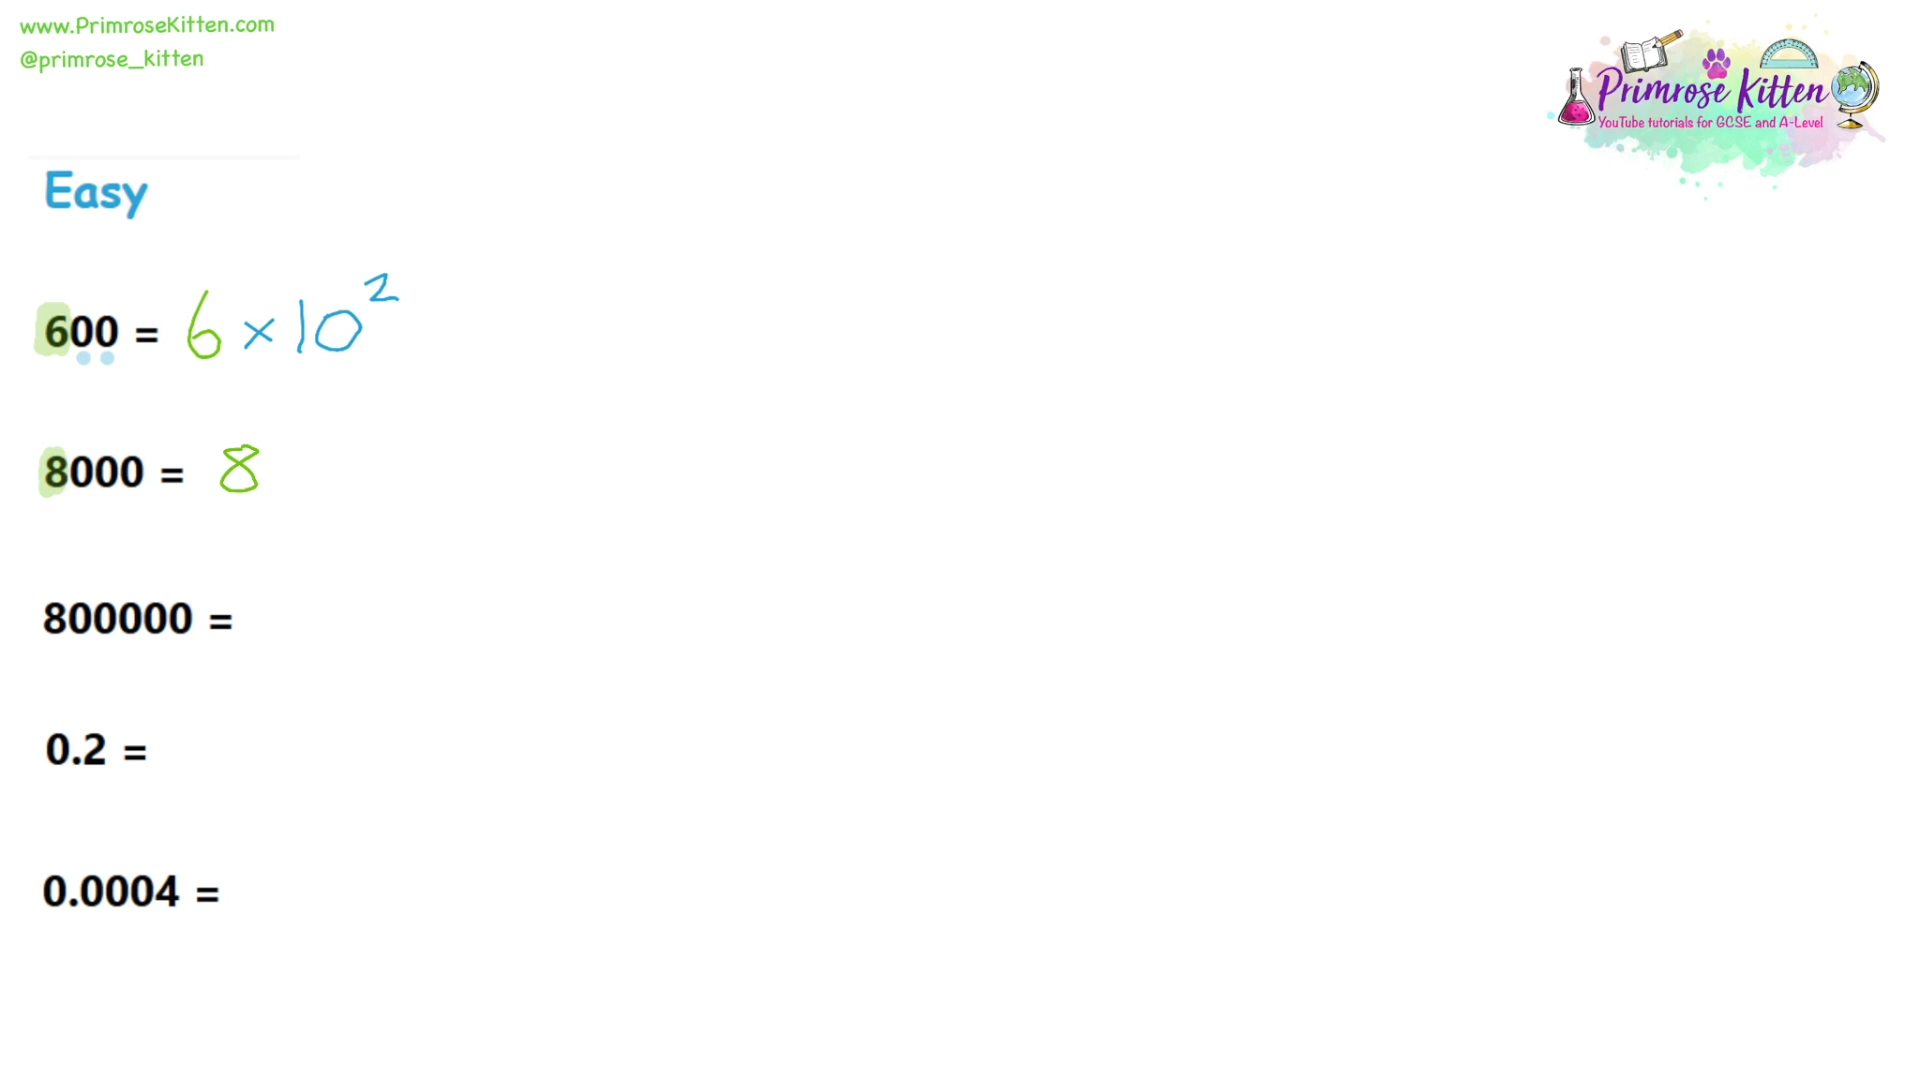 www.PrimroseKitten.com
@primrose_kitten
Primrose Kitten
YouTube tutorials for GCSE and A-Level
Easy
600 = 6 × 10²
8000 = 8
800000 =
0.2 =
0.0004 =